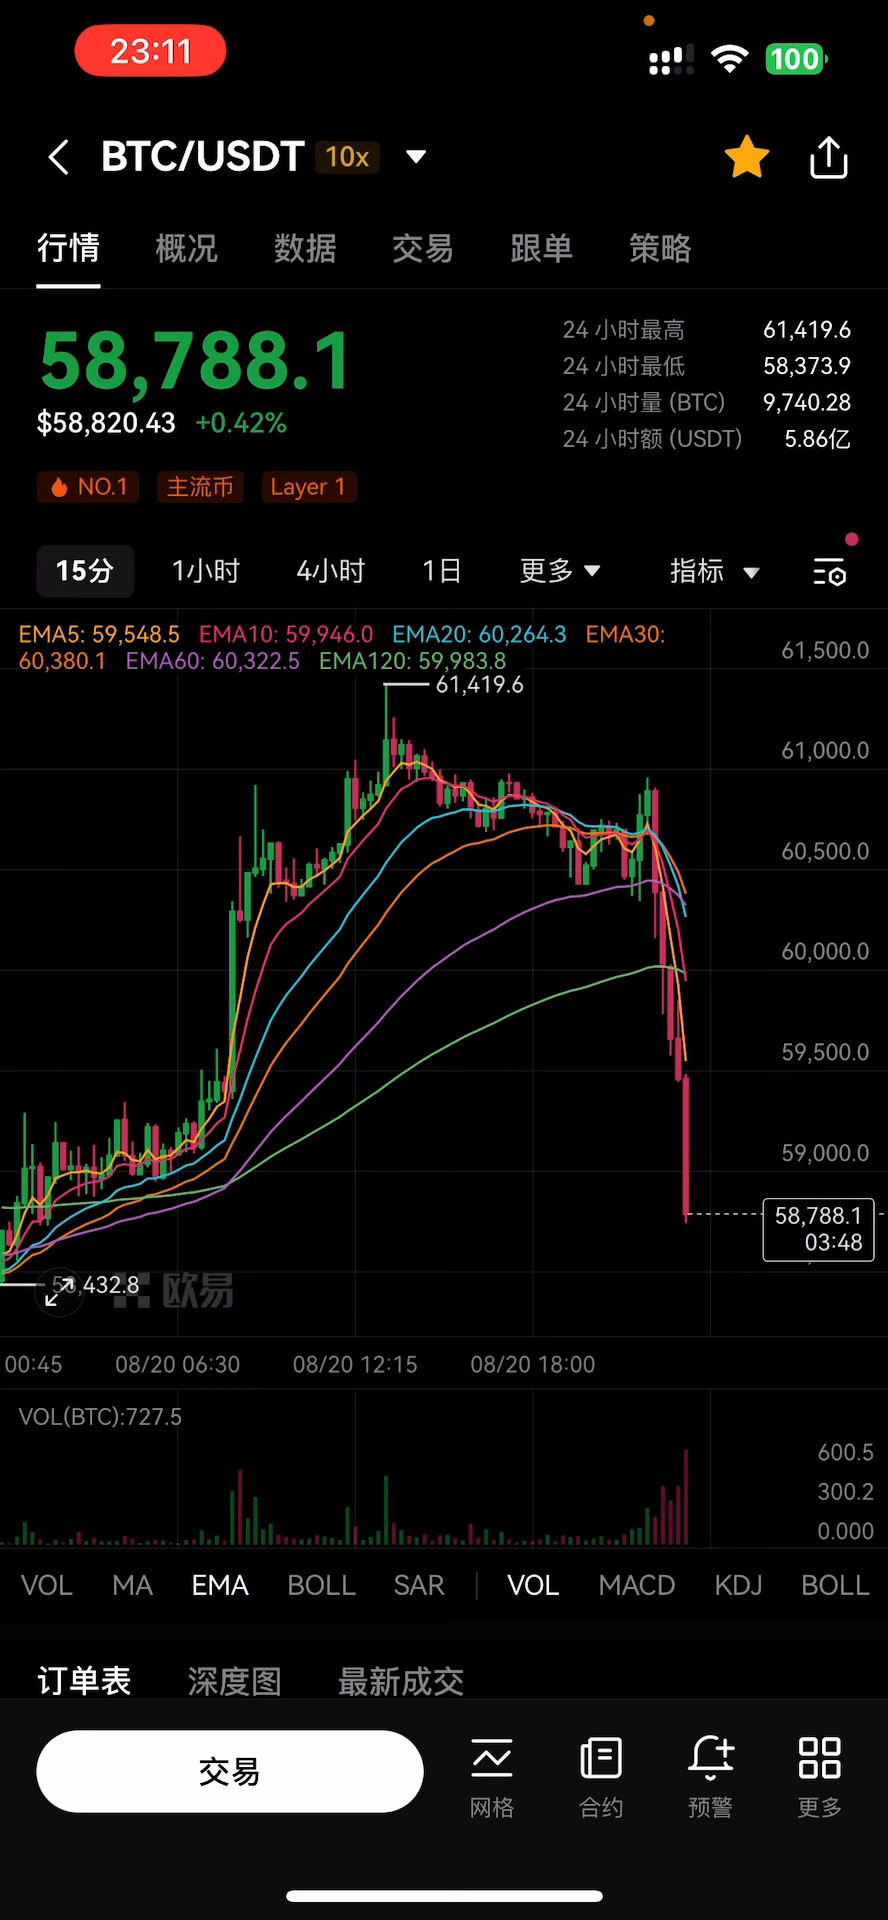 23:11
100
BTC/USDT 10x
行情 概况 数据 交易 跟单 策略
58,788.1
$58,820.43 +0.42%
24 小时最高 61,419.6
24 小时最低 58,373.9
24 小时量 (BTC) 9,740.28
24 小时额 (USDT) 5.86亿
NO.1 主流币 Layer 1
15分 1小时 4小时 1日 更多 指标
EMA5: 59,548.5 EMA10: 59,946.0 EMA20: 60,264.3 EMA30:
60,380.1 EMA60: 60,322.5 EMA120: 59,983.8
61,419.6
61,500.0
61,000.0
60,500.0
60,000.0
59,500.0
59,000.0
58,788.1
03:48
欧易
00:45 08/20 06:30 08/20 12:15 08/20 18:00
VOL(BTC):727.5
600.5
300.2
0.000
VOL MA EMA BOLL SAR VOL MACD KDJ BOLL
订单表 深度图 最新成交
交易
网格 合约 预警 更多